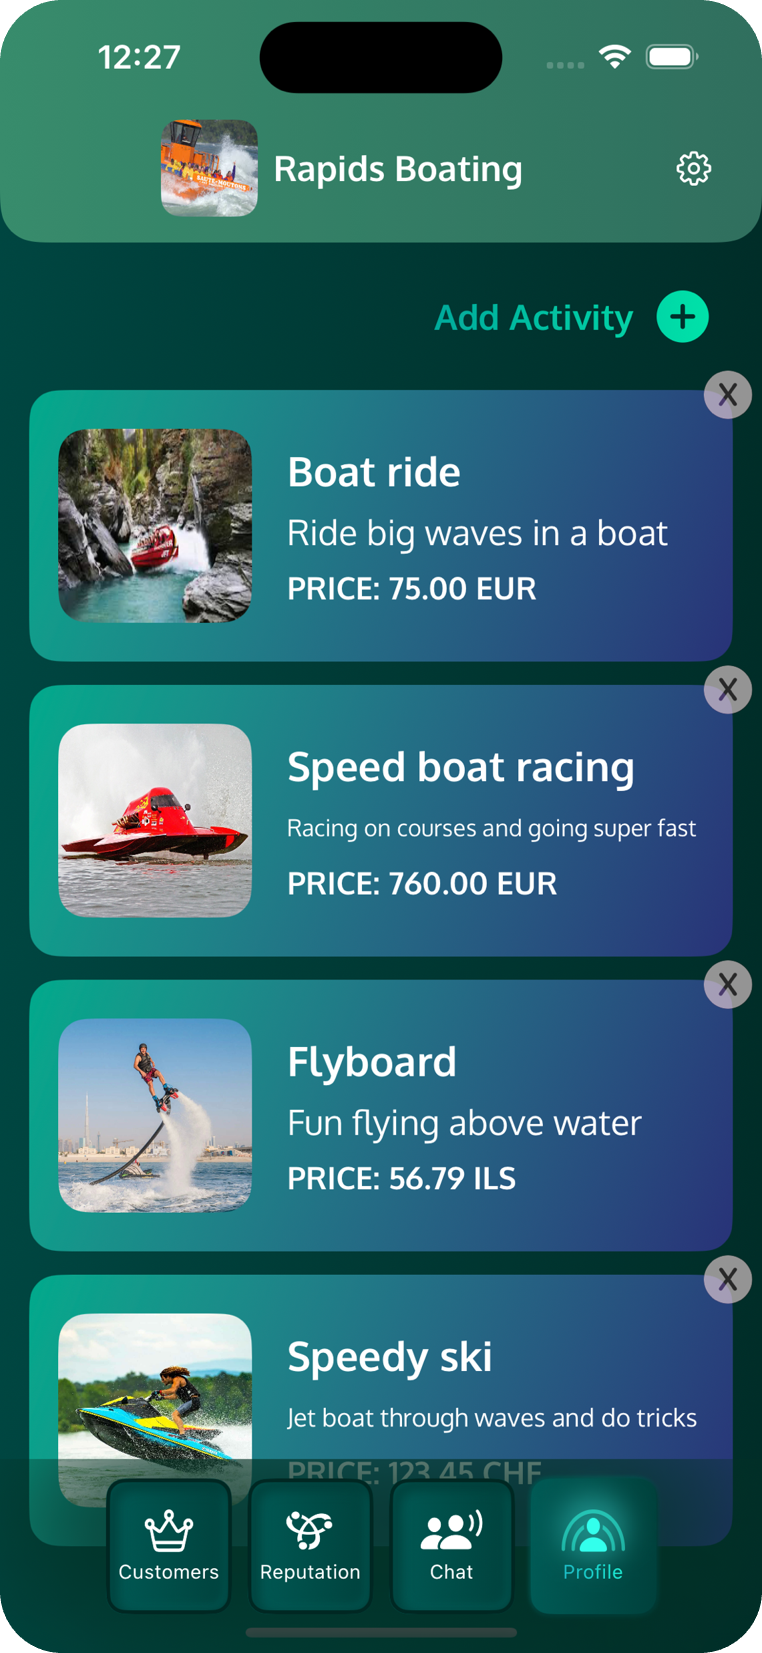 12:27
Rapids Boating
Add Activity
X
Boat ride
Ride big waves in a boat
PRICE: 75.00 EUR
X
Speed boat racing
Racing on courses and going super fast
PRICE: 760.00 EUR
X
Flyboard
Fun flying above water
PRICE: 56.79 ILS
X
Speedy ski
Jet boat through waves and do tricks
PRICE: 123.45 CHF
Customers
Reputation
Chat
Profile